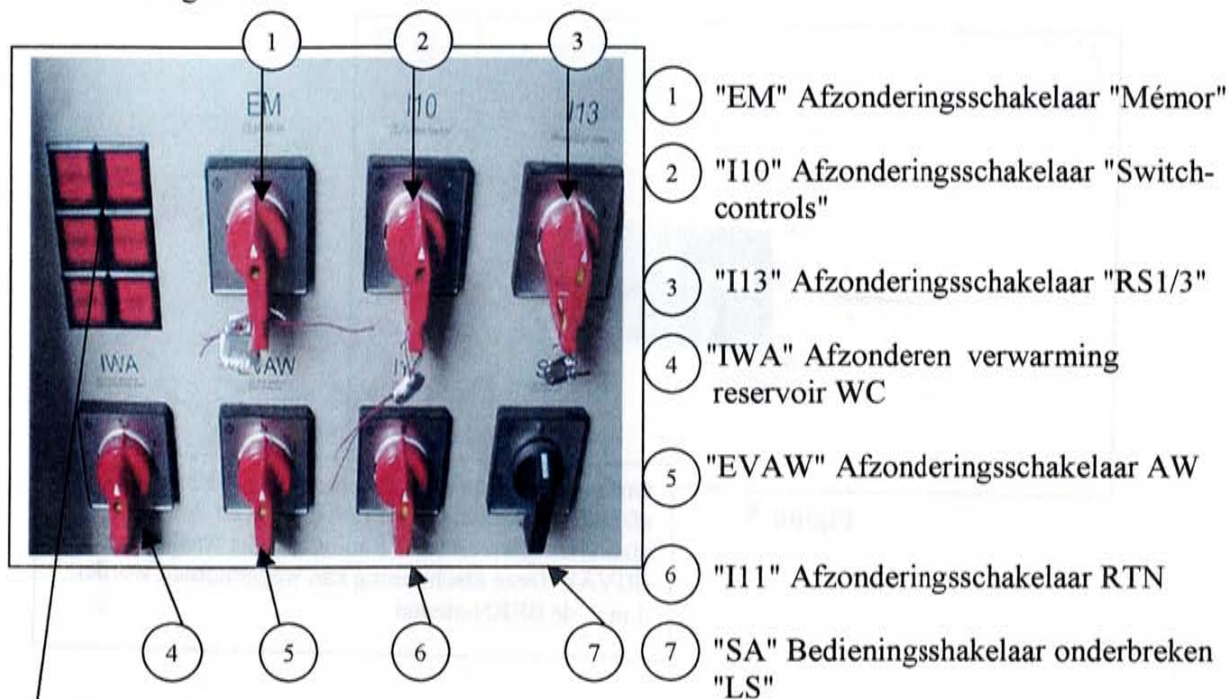 1 2 3
EM I10 I13
IWA EVAW
1 "EM" Afzonderingsschakelaar "Mémor"
2 "I10" Afzonderingsschakelaar "Switch-
controls"
3 "I13" Afzonderingsschakelaar "RS1/3"
4 "IWA" Afzonderen verwarming
reservoir WC
5 "EVAW" Afzonderingsschakelaar AW
6 "I11" Afzonderingsschakelaar RTN
7 "SA" Bedieningsshakelaar onderbreken
"LS"
4 5 6 7